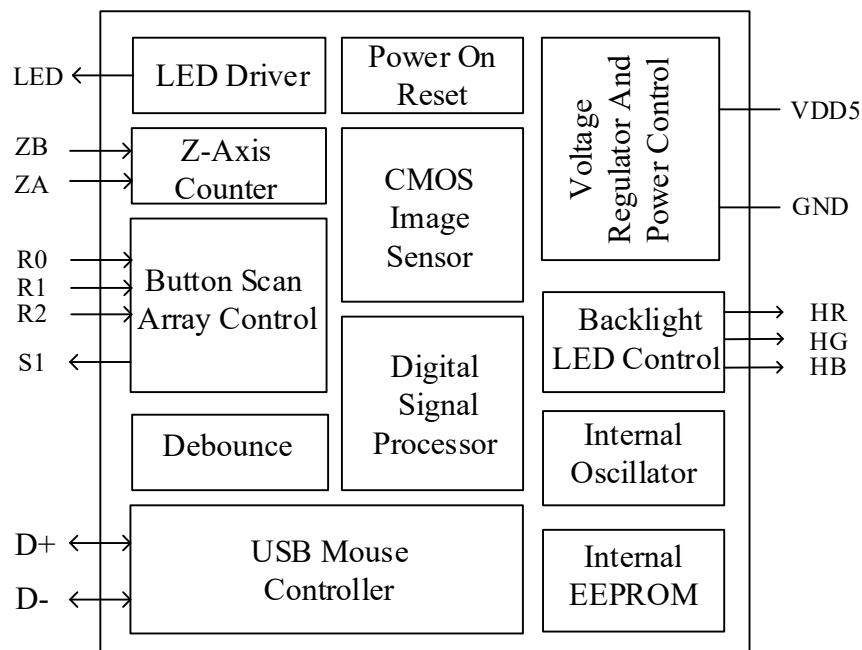 LED
LED Driver
Power On
Reset
Voltage
Regulator And
Power Control
VDD5
GND
ZB
ZA
Z-Axis
Counter
CMOS
Image
Sensor
R0
R1
R2
S1
Button Scan
Array Control
Backlight
LED Control
HR
HG
HB
Digital
Signal
Processor
Debounce
Internal
Oscillator
D+
D-
USB Mouse
Controller
Internal
EEPROM